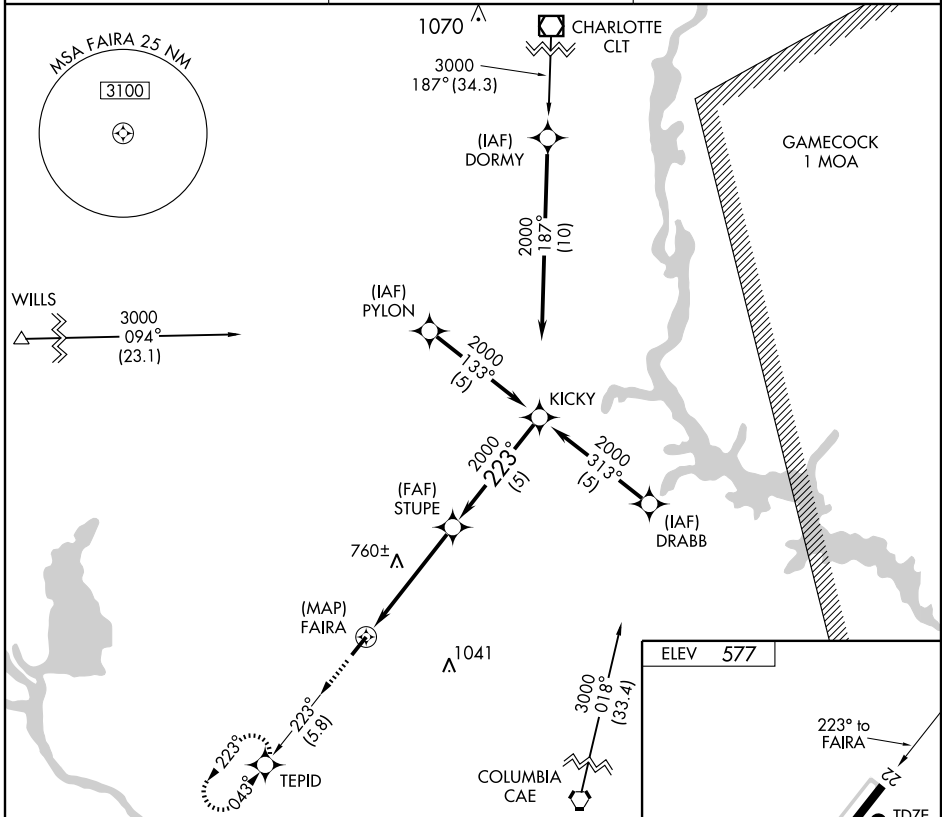 MSA FAIRA 25 NM
3100
1070
CHARLOTTE
CLT
3000
187° (34.3)
(IAF)
DORMY
2000
187°
(10)
GAMECOCK
1 MOA
WILLS
3000
094°
(23.1)
(IAF)
PYLON
2000
133°
(5)
KICKY
2000
223°
(5)
2000
313°
(5)
(IAF)
DRABB
(FAF)
STUPE
760±
(MAP)
FAIRA
1041
223°
(5.8)
223°
043°
TEPID
3000
018°
(33.4)
COLUMBIA
CAE
ELEV 577
223° to
FAIRA
22
TDZE